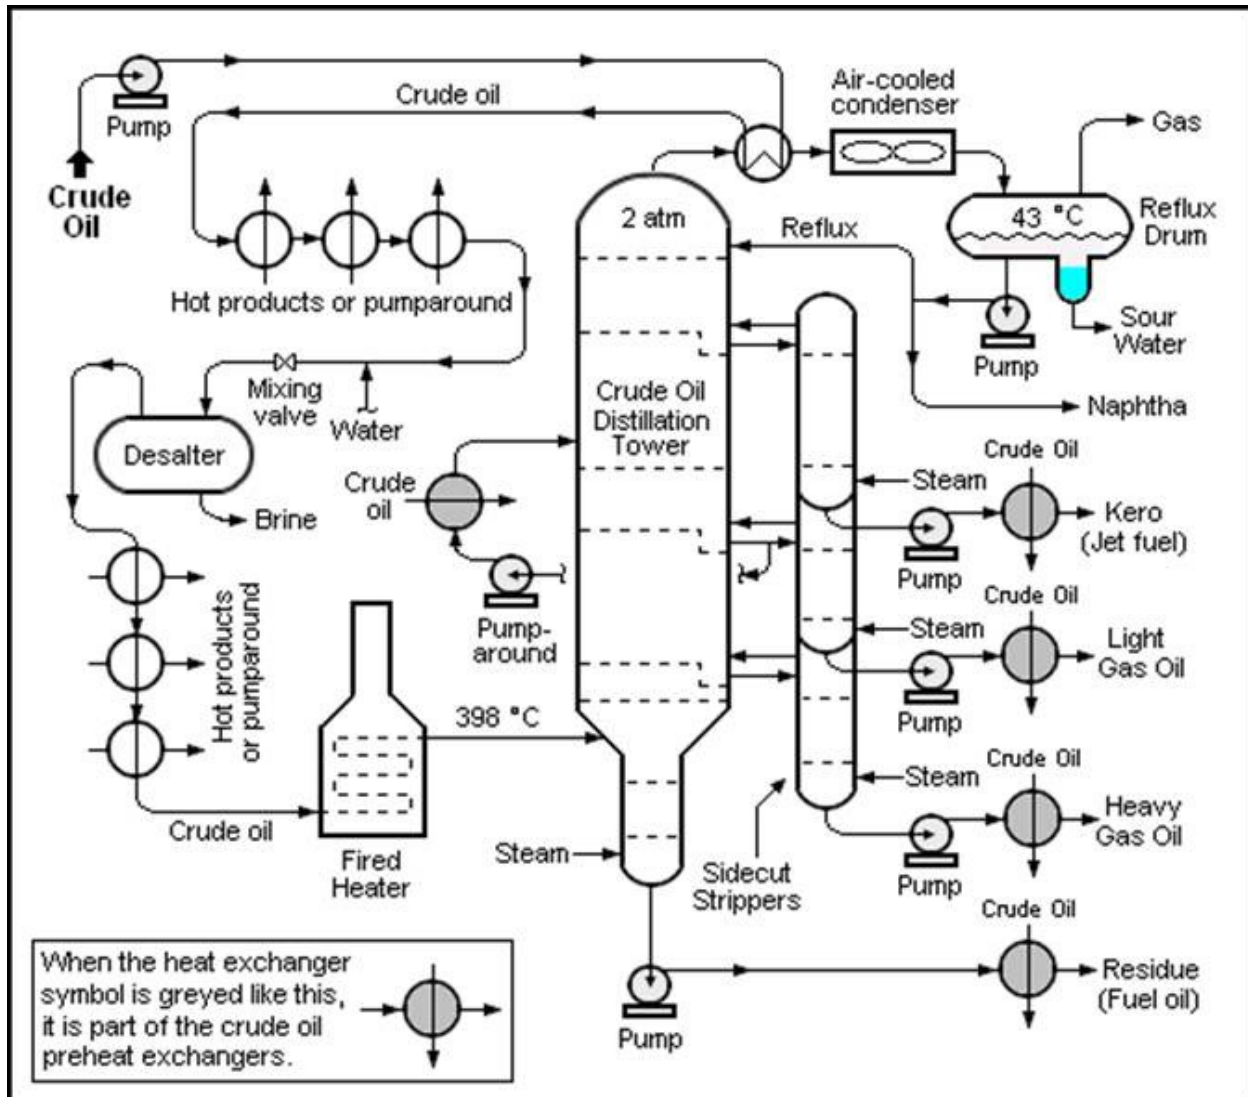 Pump
Crude
Oil
Crude oil
Air-cooled
condenser
Gas
2 atm
43 °C
Reflux
Drum
Reflux
Hot products or pumparound
Pump
Sour
Water
Mixing
valve
Water
Crude Oil
Distillation
Tower
Naphtha
Desalter
Brine
Crude
oil
Crude Oil
Steam
Pump
Kero
(Jet fuel)
Hot products
or pumparound
Pump-
around
Crude Oil
Steam
Pump
Light
Gas Oil
398 °C
Crude oil
Fired
Heater
Steam
Sidecut
Strippers
Crude Oil
Steam
Pump
Heavy
Gas Oil
Crude Oil
Pump
Residue
(Fuel oil)
When the heat exchanger
symbol is greyed like this,
it is part of the crude oil
preheat exchangers.